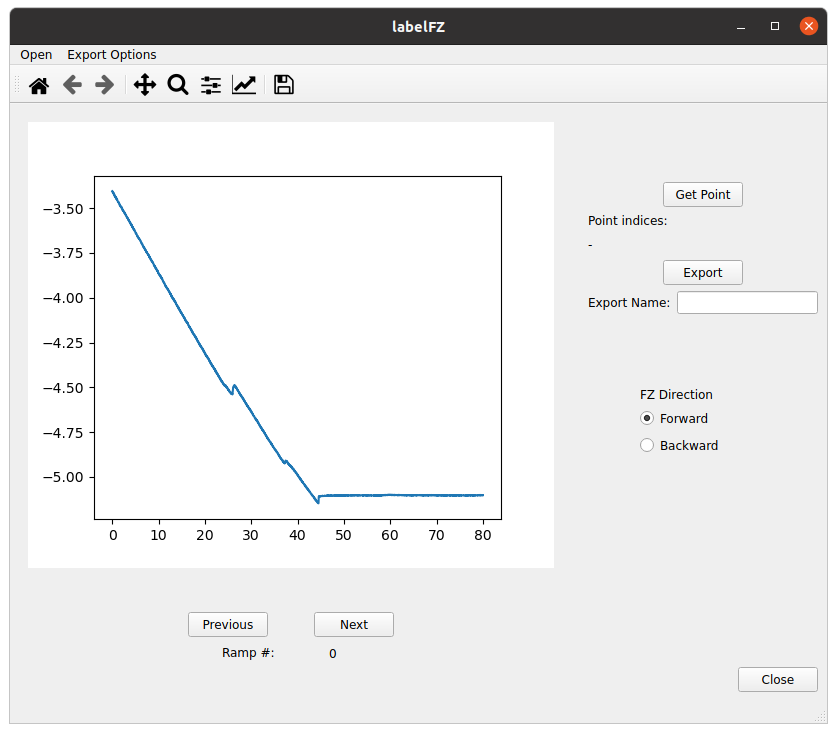 labelFZ
Open Export Options
−3.50
−3.75
−4.00
−4.25
−4.50
−4.75
−5.00
0 10 20 30 40 50 60 70 80
Get Point
Point indices:
-
Export
Export Name:
FZ Direction
Forward
Backward
Previous Next
Ramp #: 0
Close